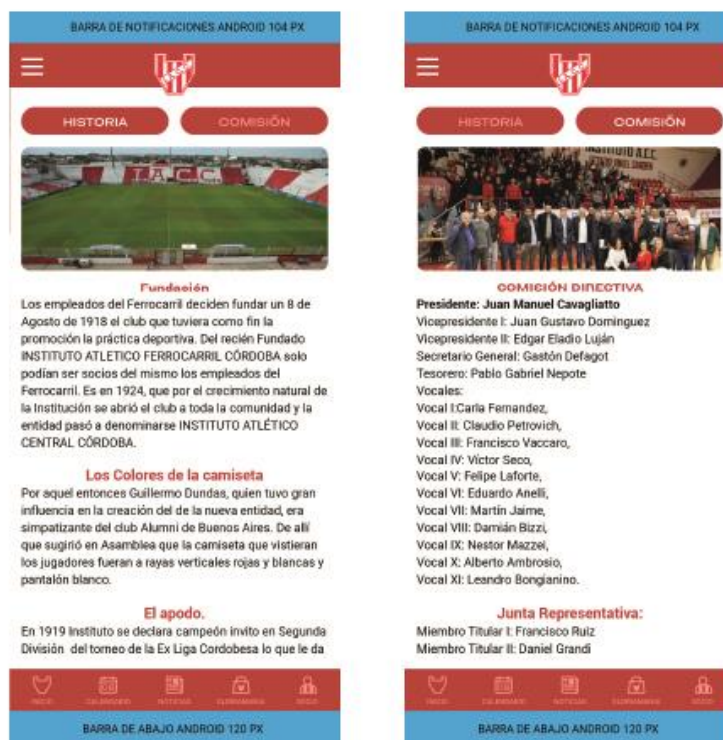 BARRA DE NOTIFICACIONES ANDROID 104 PX
HISTORIA
COMISIÓN
I.A.C.C.
Fundación
Los empleados del Ferrocarril deciden fundar un 8 de
Agosto de 1918 el club que tuviera como fin la
promoción la práctica deportiva. Del recién Fundado
INSTITUTO ATLETICO FERROCARRIL CÓRDOBA solo
podían ser socios del mismo los empleados del
Ferrocarril. Es en 1924, que por el crecimiento natural de
la Institución se abrió el club a toda la comunidad y la
entidad pasó a denominarse INSTITUTO ATLÉTICO
CENTRAL CÓRDOBA.
Los Colores de la camiseta
Por aquel entonces Guillermo Dundas, quien tuvo gran
influencia en la creación del de la nueva entidad, era
simpatizante del club Alumni de Buenos Aires. De allí
que sugirió en Asamblea que la camiseta que vistieran
los jugadores fueran a rayas verticales rojas y blancas y
pantalón blanco.
El apodo.
En 1919 Instituto se declara campeón invito en Segunda
División del torneo de la Ex Liga Cordobesa lo que le da
INICIO
CALENDARIO
NOTICIAS
SOCIO
BARRA DE ABAJO ANDROID 120 PX
BARRA DE NOTIFICACIONES ANDROID 104 PX
HISTORIA
COMISIÓN
INSTITUTO A.C.C.
COMISIÓN DIRECTIVA
Presidente: Juan Manuel Cavagliatto
Vicepresidente I: Juan Gustavo Dominguez
Vicepresidente II: Edgar Eladio Luján
Secretario General: Gastón Defagot
Tesorero: Pablo Gabriel Nepote
Vocales:
Vocal I:Carla Fernandez,
Vocal II: Claudio Petrovich,
Vocal III: Francisco Vaccaro,
Vocal IV: Víctor Seco,
Vocal V: Felipe Laforte,
Vocal VI: Eduardo Anelli,
Vocal VII: Martín Jaime,
Vocal VIII: Damián Bizzi,
Vocal IX: Nestor Mazzei,
Vocal X: Alberto Ambrosio,
Vocal XI: Leandro Bongianino.
Junta Representativa:
Miembro Titular I: Francisco Ruiz
Miembro Titular II: Daniel Grandi
INICIO
CALENDARIO
NOTICIAS
SOCIO
BARRA DE ABAJO ANDROID 120 PX